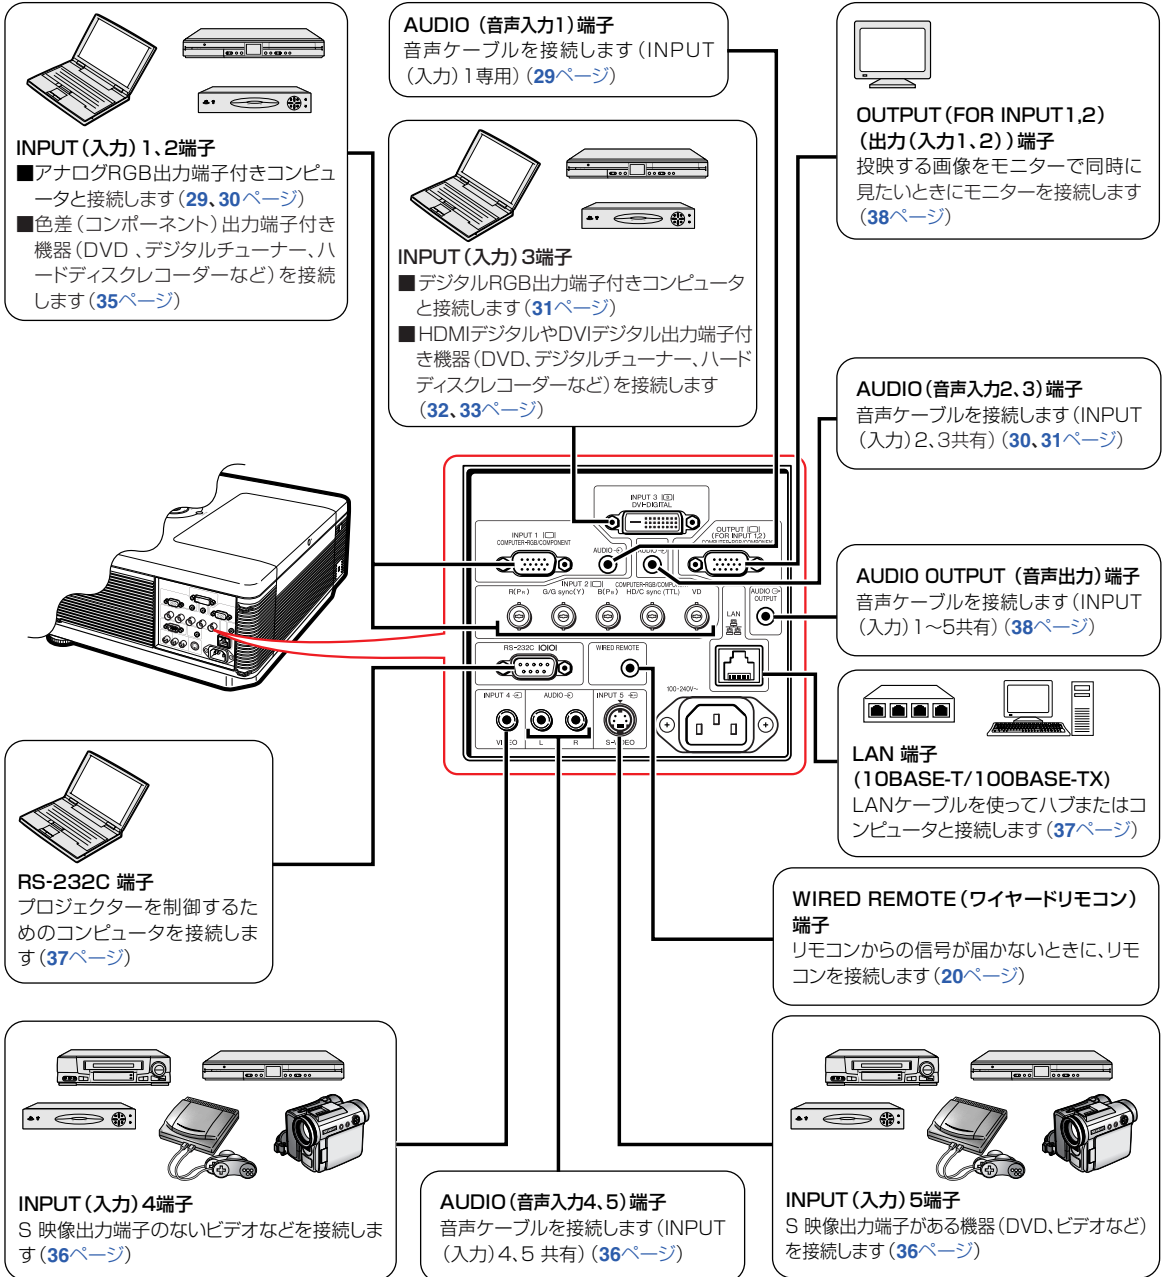 AUDIO（音声入力1）端子
音声ケーブルを接続します（INPUT
（入力）1専用）（29ページ）
INPUT（入力）1、2端子
■アナログRGB出力端子付きコンピュ
ータと接続します（29、30ページ）
■色差（コンポーネント）出力端子付き
機器（DVD 、デジタルチューナー、ハ
ードディスクレコーダーなど）を接続
します（35ページ）
INPUT（入力）3端子
■デジタルRGB出力端子付きコンピュータ
と接続します（31ページ）
■HDMIデジタルやDVIデジタル出力端子付
き機器（DVD、デジタルチューナー、ハード
ディスクレコーダーなど）を接続します
（32、33ページ）
OUTPUT（FOR INPUT1,2）
（出力（入力1、2））端子
投映する画像をモニターで同時に
見たいときにモニターを接続します
（38ページ）
AUDIO（音声入力2、3）端子
音声ケーブルを接続します（INPUT
（入力）2、3共有）（30、31ページ）
INPUT 3
DVI-DIGITAL
INPUT 1
COMPUTER-RGB/COMPONENT
AUDIO
AUDIO
OUTPUT
(FOR INPUT 1,2)
INPUT 2
R(PR) G/G sync(Y) B(PB) HD/C sync (TTL) VD
AUDIO
OUTPUT
LAN
RS-232C IOIOI
WIRED REMOTE
INPUT 4 AUDIO INPUT 5
100-240V~
VIDEO L R S-VIDEO
AUDIO OUTPUT（音声出力）端子
音声ケーブルを接続します（INPUT
（入力）1～5共有）（38ページ）
LAN 端子
(10BASE-T/100BASE-TX)
LANケーブルを使ってハブまたはコ
ンピュータと接続します（37ページ）
RS-232C 端子
プロジェクターを制御するた
めのコンピュータを接続しま
す（37ページ）
WIRED REMOTE（ワイヤードリモコン）
端子
リモコンからの信号が届かないときに、リモ
コンを接続します（20ページ）
INPUT（入力）4端子
S 映像出力端子のないビデオなどを接続しま
す（36ページ）
AUDIO（音声入力4、5）端子
音声ケーブルを接続します（INPUT
（入力）4、5 共有）（36ページ）
INPUT（入力）5端子
S 映像出力端子がある機器（DVD、ビデオなど）
を接続します（36ページ）